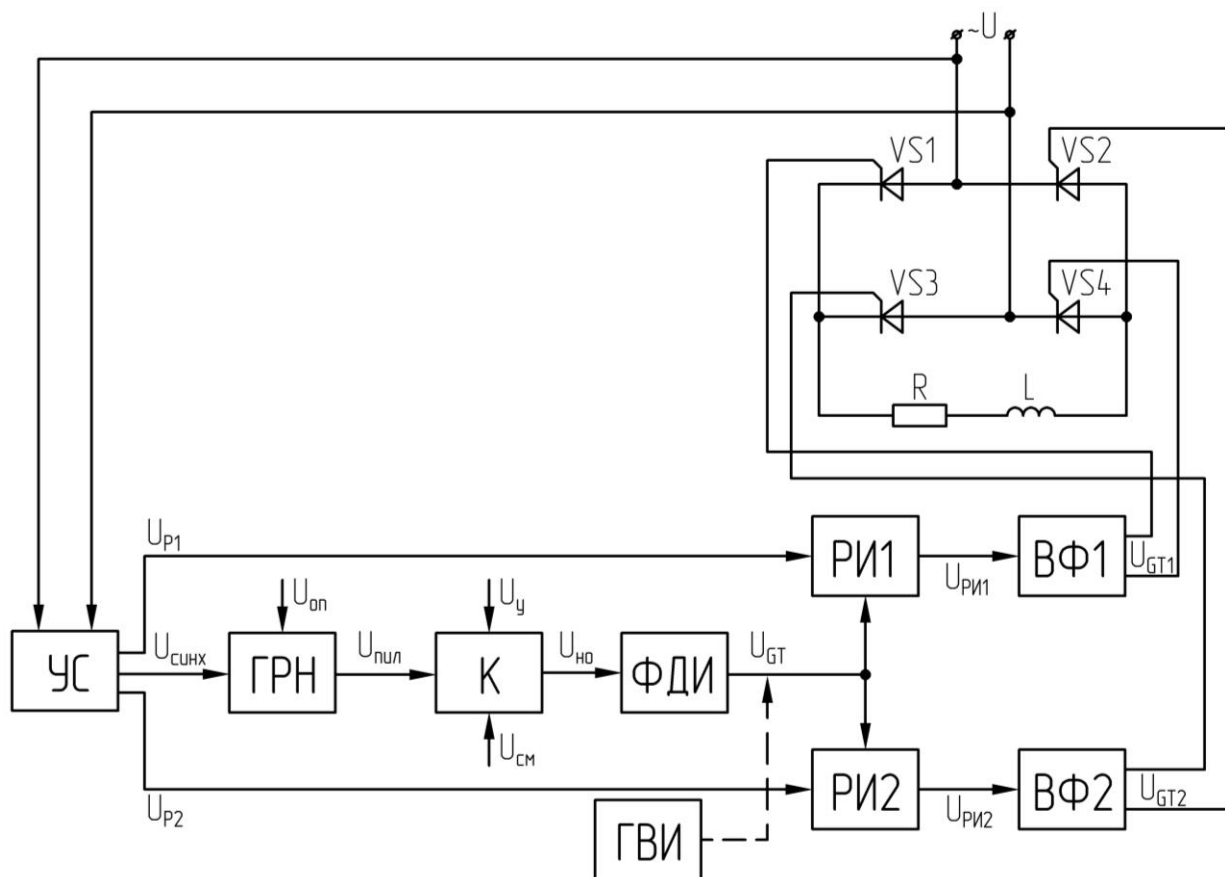 ~U
VS1
VS2
VS3
VS4
R
L
U_P1
РИ1
ВФ1
U_РИ1
U_GT1
U_оп
U_у
УС
U_синх
ГРН
U_пил
К
U_но
ФДИ
U_GT
U_см
U_P2
РИ2
U_РИ2
ВФ2
U_GT2
ГВИ